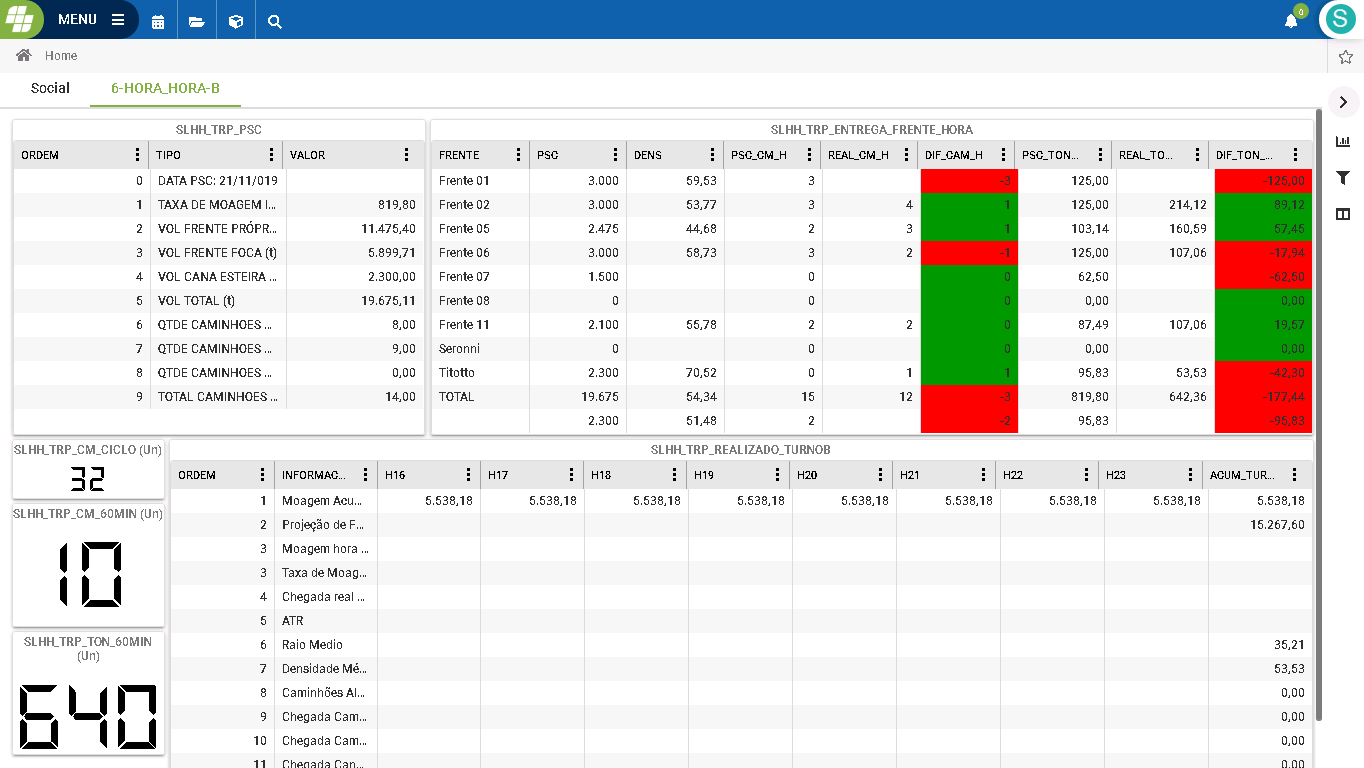 MENU
0
S
Home
Social 6-HORA_HORA-B
SLHH_TRP_PSC
ORDEM TIPO VALOR
0 DATA PSC: 21/11/019
1 TAXA DE MOAGEM I... 819,80
2 VOL FRENTE PRÓPR... 11.475,40
3 VOL FRENTE FOCA (t) 5.899,71
4 VOL CANA ESTEIRA ... 2.300,00
5 VOL TOTAL (t) 19.675,11
6 QTDE CAMINHOES ... 8,00
7 QTDE CAMINHOES ... 9,00
8 QTDE CAMINHOES ... 0,00
9 TOTAL CAMINHOES ... 14,00
SLHH_TRP_ENTREGA_FRENTE_HORA
FRENTE PSC DENS PSC_CM_H REAL_CM_H DIF_CAM_H PSC_TON... REAL_TO... DIF_TON_...
Frente 01 3.000 59,53 3 -3 125,00 -125,00
Frente 02 3.000 53,77 3 4 1 125,00 214,12 89,12
Frente 05 2.475 44,68 2 3 1 103,14 160,59 57,45
Frente 06 3.000 58,73 3 2 -1 125,00 107,06 -17,94
Frente 07 1.500 0 0 62,50 -62,50
Frente 08 0 0 0 0,00 0,00
Frente 11 2.100 55,78 2 2 0 87,49 107,06 19,57
Seronni 0 0 0 0,00 0,00
Titotto 2.300 70,52 0 1 1 95,83 53,53 -42,30
TOTAL 19.675 54,34 15 12 -3 819,80 642,36 -177,44
2.300 51,48 2 -2 95,83 -95,83
SLHH_TRP_CM_CICLO (Un)
32
SLHH_TRP_CM_60MIN (Un)
10
SLHH_TRP_TON_60MIN
(Un)
640
SLHH_TRP_REALIZADO_TURNOB
ORDEM INFORMAC... H16 H17 H18 H19 H20 H21 H22 H23 ACUM_TUR...
1 Moagem Acu... 5.538,18 5.538,18 5.538,18 5.538,18 5.538,18 5.538,18 5.538,18 5.538,18 5.538,18
2 Projeção de F... 15.267,60
3 Moagem hora ...
3 Taxa de Moag...
4 Chegada real ...
5 ATR
6 Raio Medio 35,21
7 Densidade Mé... 53,53
8 Caminhões Al... 0,00
9 Chegada Cam... 0,00
10 Chegada Cam... 0,00
11 Chegada Can... 0,00